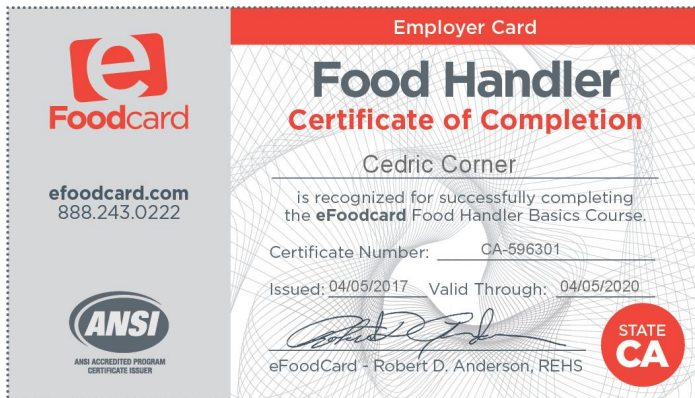 e
Foodcard
efoodcard.com
888.243.0222
ANSI
ANSI ACCREDITED PROGRAM
CERTIFICATE ISSUER
Employer Card
Food Handler
Certificate of Completion
Cedric Corner
is recognized for successfully completing
the eFoodcard Food Handler Basics Course.
Certificate Number: CA-596301
Issued: 04/05/2017 Valid Through: 04/05/2020
eFoodCard - Robert D. Anderson, REHS
STATE
CA